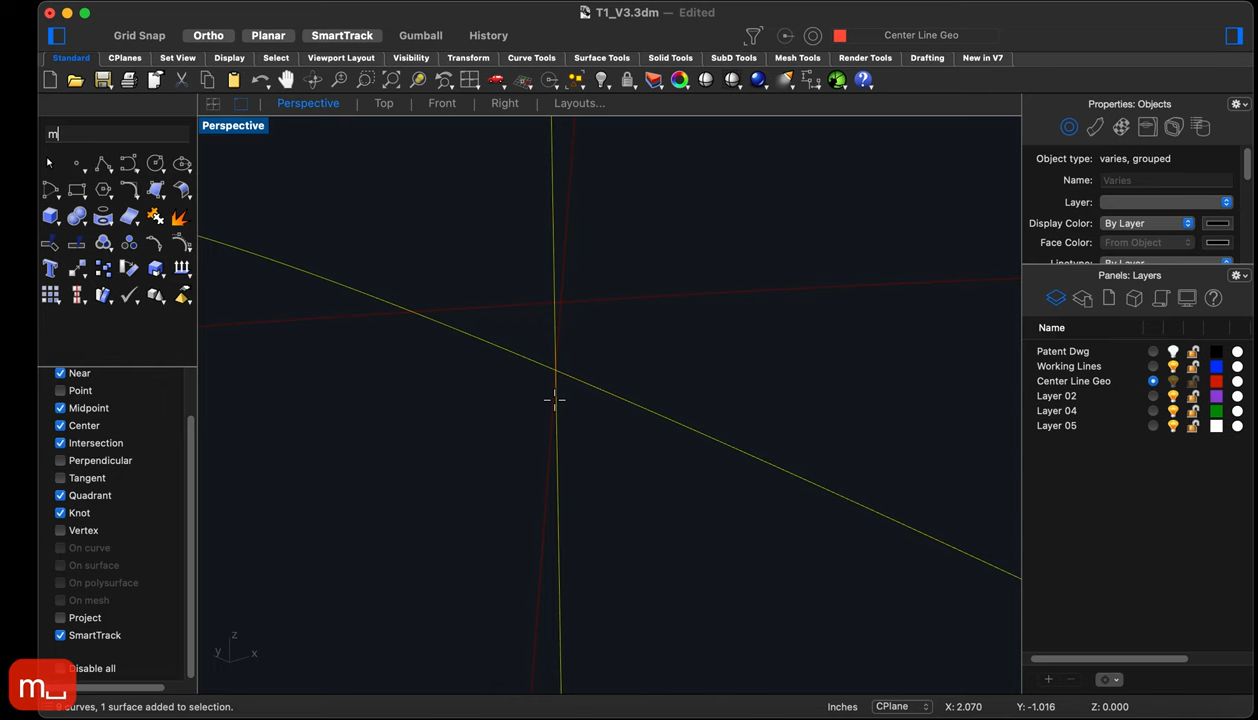 T1_V3.3dm — Edited
Grid Snap Ortho Planar SmartTrack Gumball History Center Line Geo
Standard CPlanes Set View Display Select Viewport Layout Visibility Transform Curve Tools Surface Tools Solid Tools SubD Tools Mesh Tools Render Tools Drafting New in V7
Perspective Top Front Right Layouts...
Properties: Objects
Perspective
m
Object type: varies, grouped
Name: Varies
Layer:
Display Color: By Layer
Face Color: From Object
Panels: Layers
Name
Patent Dwg
Working Lines
Center Line Geo
Layer 02
Layer 04
Layer 05
Near
Point
Midpoint
Center
Intersection
Perpendicular
Tangent
Quadrant
Knot
Vertex
On curve
On surface
On polysurface
On mesh
Project
SmartTrack
Disable all
z
y x
m
curves, 1 surface added to selection.
Inches CPlane X: 2.070 Y: -1.016 Z: 0.000